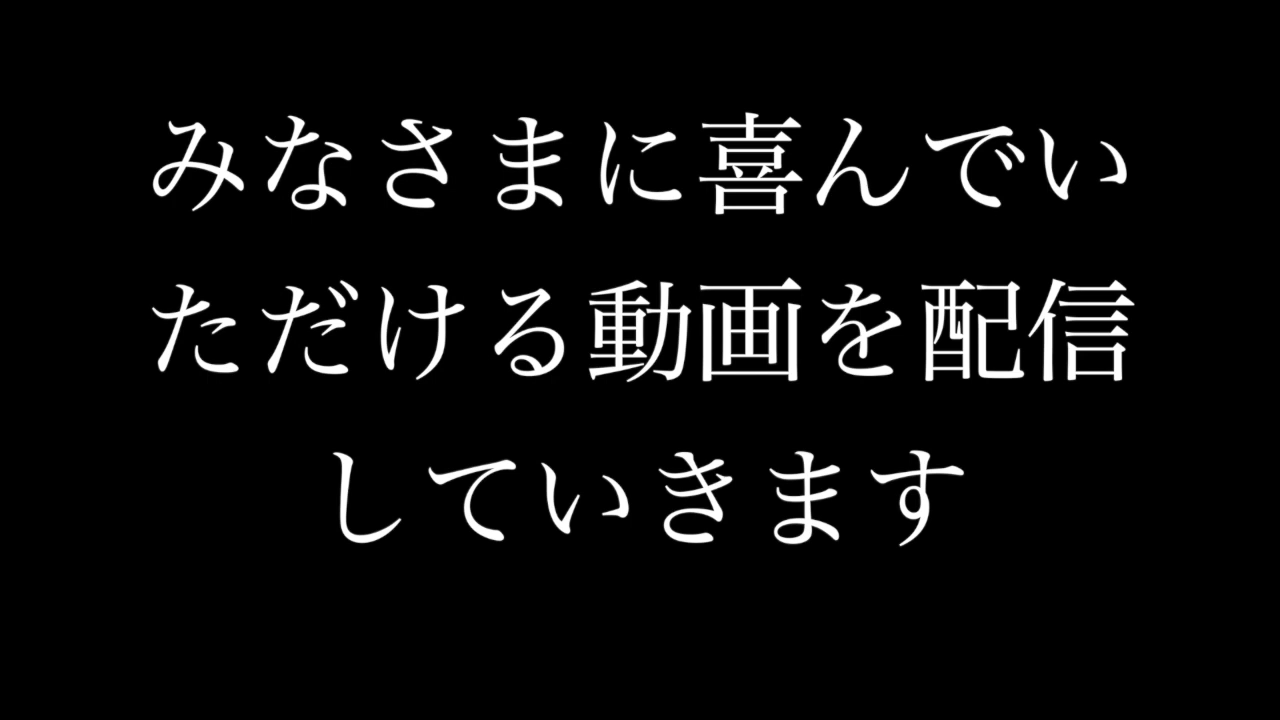 みなさまに喜んでい
ただける動画を配信
していきます